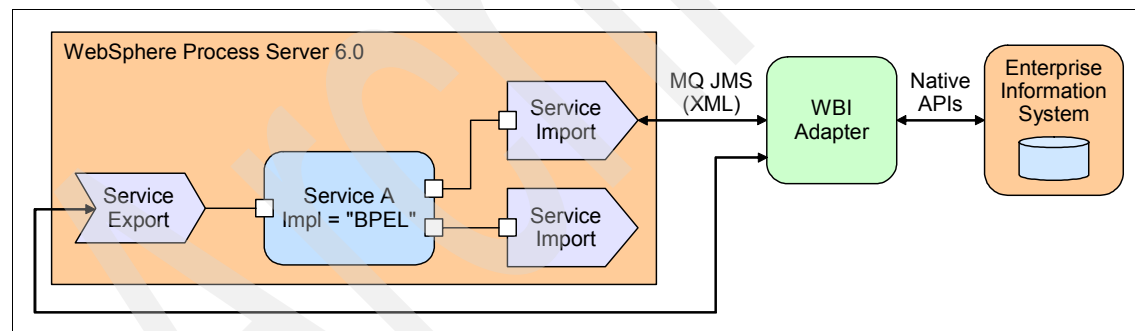 WebSphere Process Server 6.0
Service
Export
Service A
Impl = "BPEL"
Service
Import
Service
Import
MQ JMS
(XML)
WBI
Adapter
Native
APIs
Enterprise
Information
System